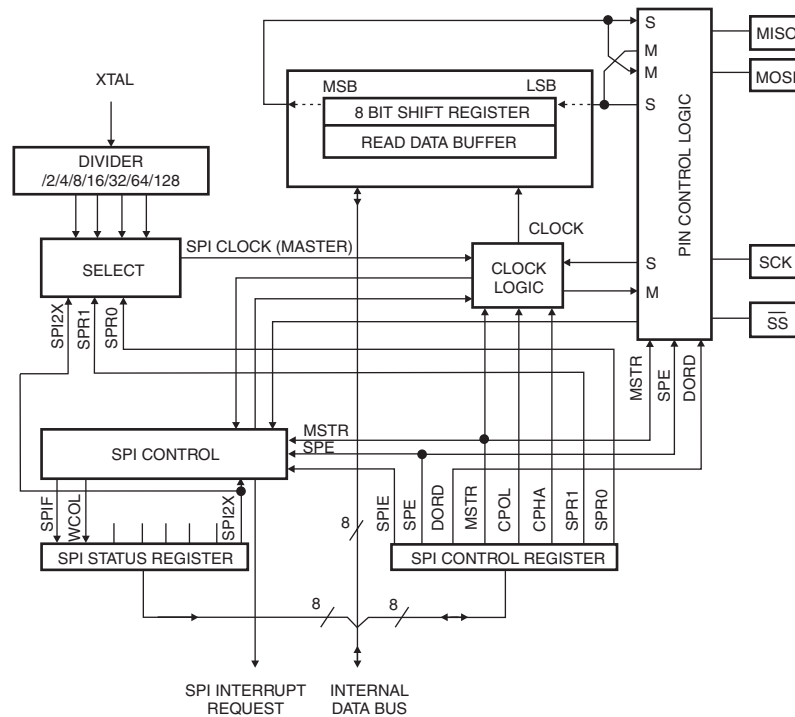 S
MISO
M
M
MOSI
MSB
LSB
XTAL
8 BIT SHIFT REGISTER
S
READ DATA BUFFER
DIVIDER
/2/4/8/16/32/64/128
PIN CONTROL LOGIC
CLOCK
SPI CLOCK (MASTER)
SELECT
CLOCK
LOGIC
S
SCK
M
SS
SPI2X
SPR1
SPR0
MSTR
SPE
DORD
MSTR
SPE
SPI CONTROL
SPIF
WCOL
SPI2X
8
SPIE
SPE
DORD
MSTR
CPOL
CPHA
SPR1
SPR0
SPI STATUS REGISTER
SPI CONTROL REGISTER
8
8
SPI INTERRUPT
REQUEST
INTERNAL
DATA BUS